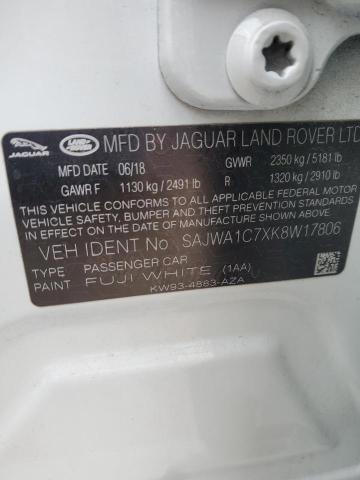 JAGUAR LAND ROVER MFD BY JAGUAR LAND ROVER LTD
MFD DATE 06/18 GVWR 2350 kg / 5181 lb
GAWR F 1130 kg / 2491 lb R 1320 kg / 2910 lb
THIS VEHICLE CONFORMS TO ALL APPLICABLE FEDERAL MOTOR
VEHICLE SAFETY, BUMPER AND THEFT PREVENTION
IN EFFECT ON THE DATE OF MANUFACTURE SHOWN
VEH IDENT No SAJWA1C7XK8W17806
TYPE PASSENGER CAR
PAINT FUJI WHITE (1AA)
KW93-4883-AZA